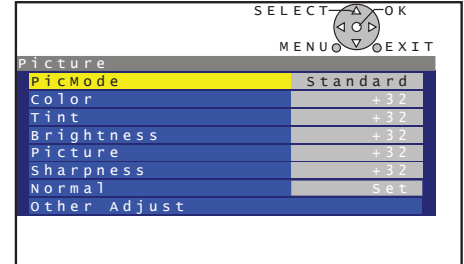 SELECT OK
MENU EXIT
Picture
PicMode Standard
Color +32
Tint +32
Brightness +32
Picture +32
Sharpness +32
Normal Set
Other Adjust